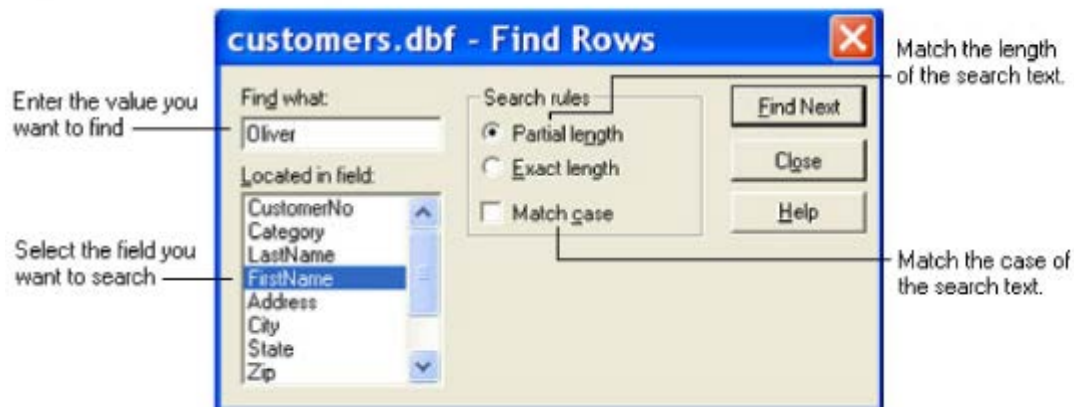 customers.dbf - Find Rows
Match the length
of the search text.
Enter the value you
want to find
Find what:
Oliver
Search rules
Partial length
Exact length
Match case
Find Next
Close
Help
Located in field:
CustomerNo
Category
LastName
FirstName
Address
City
State
Zip
Select the field you
want to search
Match the case of
the search text.